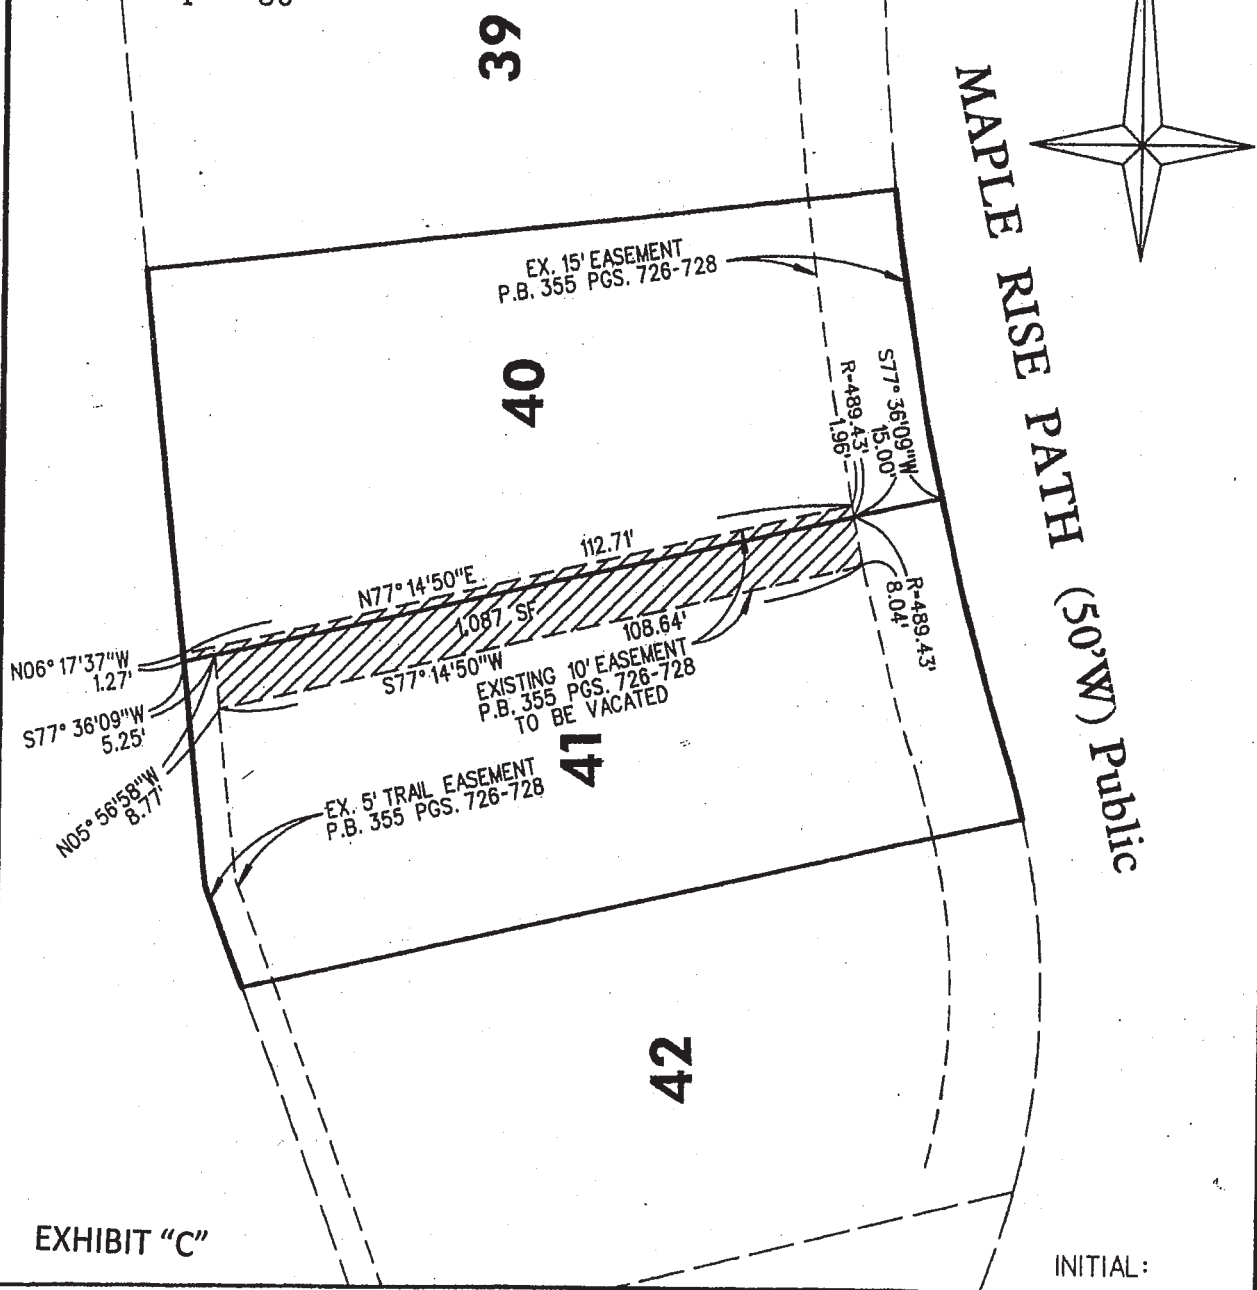 39
MAPLE RISE PATH (50'W) Public
EX. 15' EASEMENT
P.B. 355 PGS. 726-728
40
R=489.43'
1.96'
S77°36'09"W
15.00'
112.71'
N77°14'50"E
1,087 SF
108.64'
S77°14'50"W
R=489.43'
8.04'
N06°17'37"W
1.27'
S77°36'09"W
5.25'
N05°56'58"W
8.77'
EXISTING 10' EASEMENT
P.B. 355 PGS. 726-728
TO BE VACATED
41
EX. 5' TRAIL EASEMENT
P.B. 355 PGS. 726-728
42
EXHIBIT "C"
INITIAL: